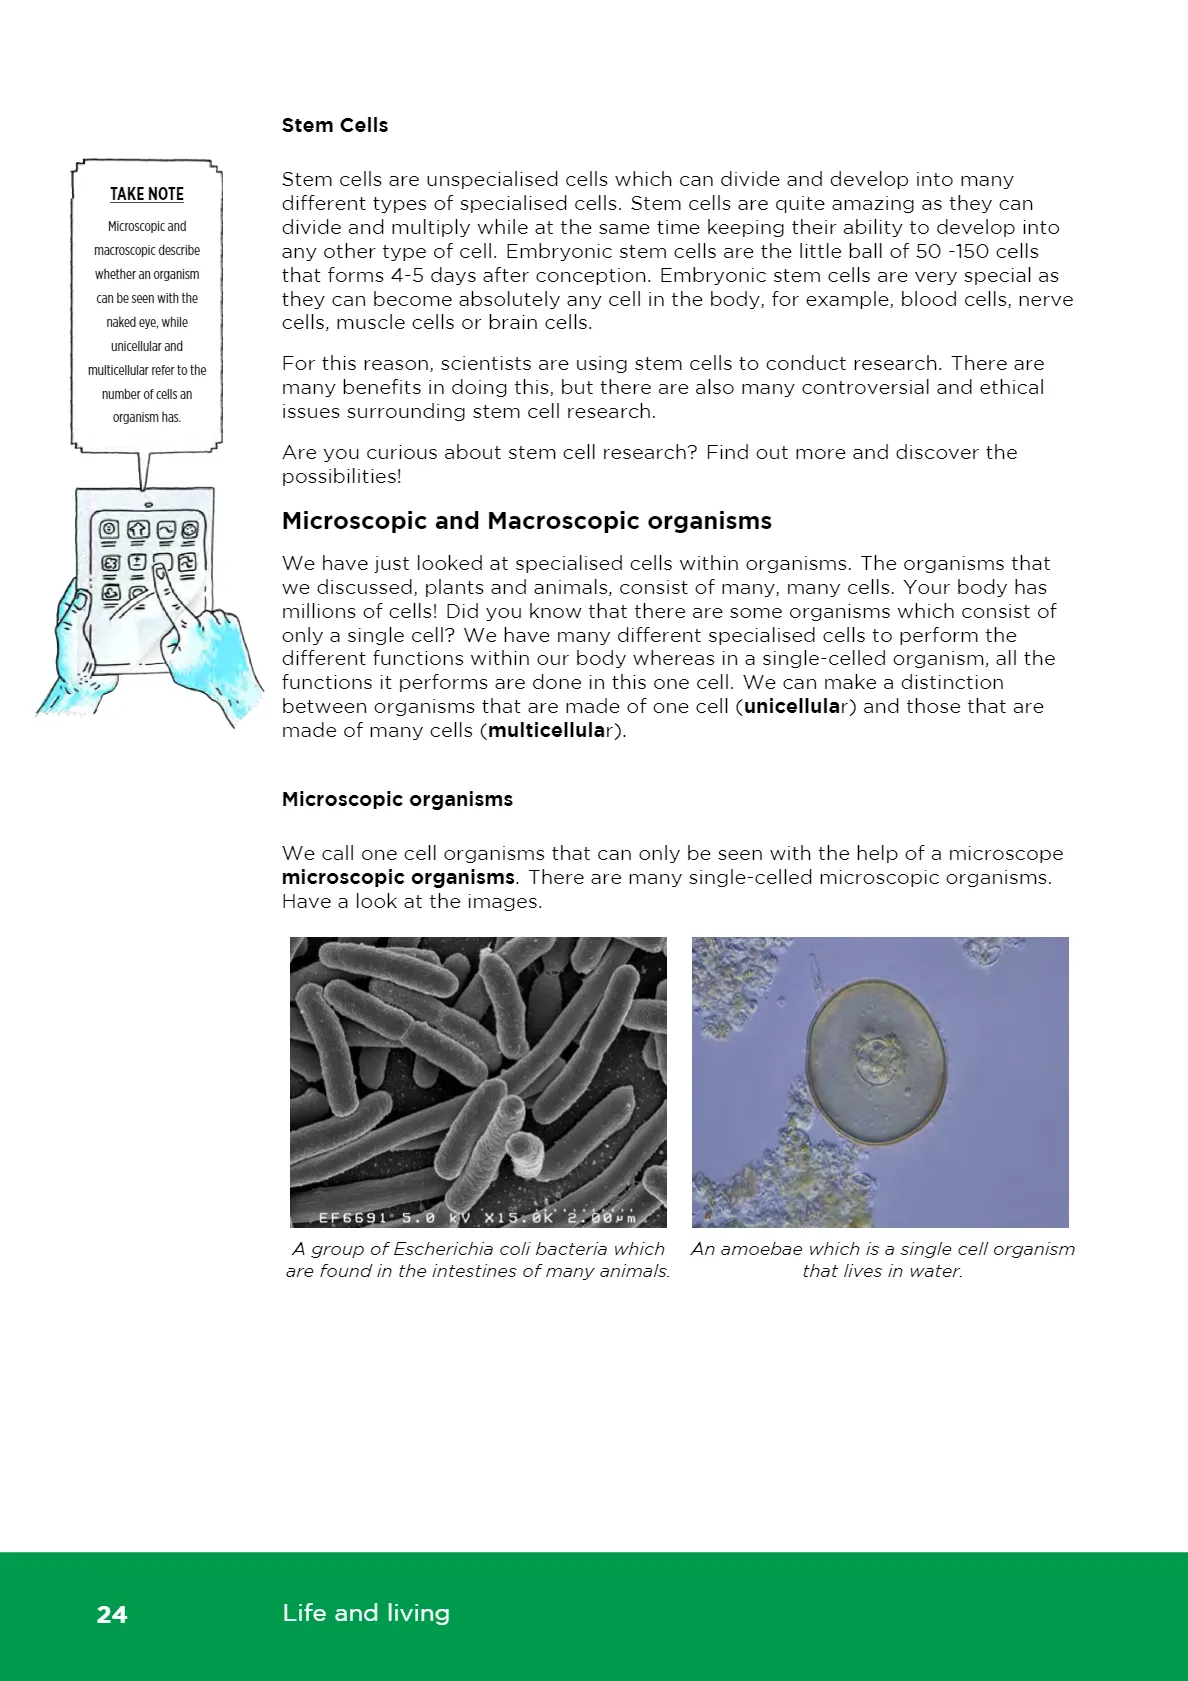 Stem Cells
TAKE NOTE
Microscopic and
macroscopic describe
whether an organism
can be seen with the
naked eye, while
unicellular and
multicellular refer to the
number of cells an
organism has.
Stem cells are unspecialised cells which can divide and develop into many
different types of specialised cells. Stem cells are quite amazing as they can
divide and multiply while at the same time keeping their ability to develop into
any other type of cell. Embryonic stem cells are the little ball of 50 -150 cells
that forms 4-5 days after conception. Embryonic stem cells are very special as
they can become absolutely any cell in the body, for example, blood cells, nerve
cells, muscle cells or brain cells.
For this reason, scientists are using stem cells to conduct research. There are
many benefits in doing this, but there are also many controversial and ethical
issues surrounding stem cell research.
Are you curious about stem cell research? Find out more and discover the
possibilities!
Microscopic and Macroscopic organisms
We have just looked at specialised cells within organisms. The organisms that
we discussed, plants and animals, consist of many, many cells. Your body has
millions of cells! Did you know that there are some organisms which consist of
only a single cell? We have many different specialised cells to perform the
different functions within our body whereas in a single-celled organism, all the
functions it performs are done in this one cell. We can make a distinction
between organisms that are made of one cell (unicellular) and those that are
made of many cells (multicellular).
Microscopic organisms
We call one cell organisms that can only be seen with the help of a microscope
microscopic organisms. There are many single-celled microscopic organisms.
Have a look at the images.
EF6691 5.0 kV X15.0K 2.00µm
A group of Escherichia coli bacteria which
are found in the intestines of many animals.
An amoebae which is a single cell organism
that lives in water.
24
Life and living